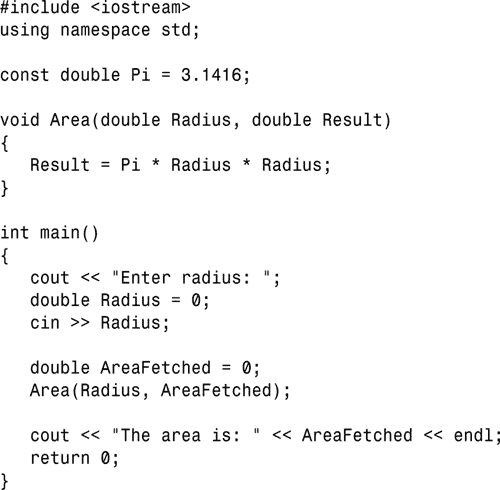 #include <iostream>
using namespace std;

const double Pi = 3.1416;

void Area(double Radius, double Result)
{
   Result = Pi * Radius * Radius;
}

int main()
{
   cout << "Enter radius: ";
   double Radius = 0;
   cin >> Radius;

   double AreaFetched = 0;
   Area(Radius, AreaFetched);

   cout << "The area is: " << AreaFetched << endl;
   return 0;
}